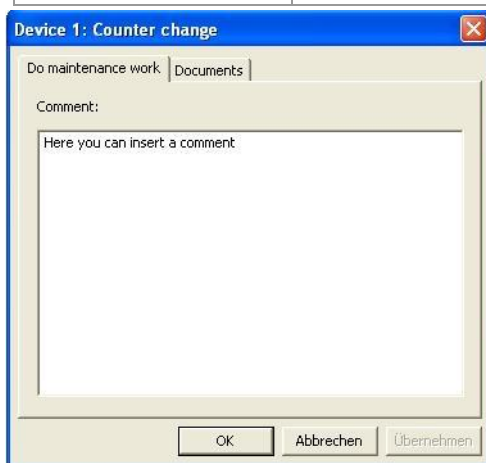 Device 1: Counter change
Do maintenance work Documents
Comment:
Here you can insert a comment
OK Abbrechen Übernehmen